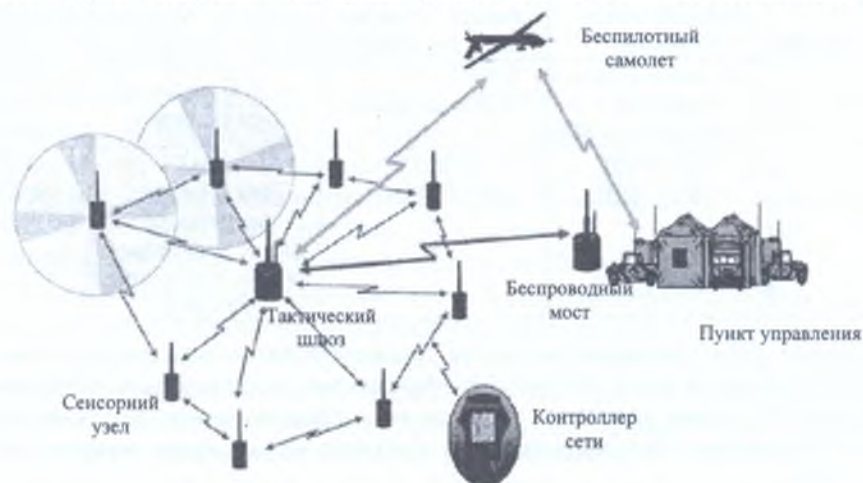 Беспилотный
самолет
Беспроводный
мост
Тактический
шлюз
Пункт управления
Сенсорний
узел
Контроллер
сети